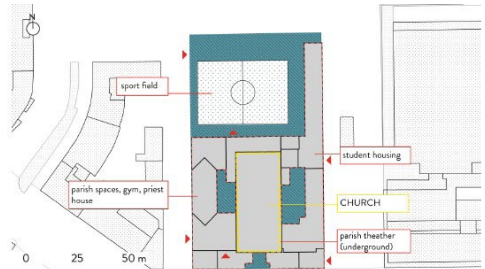 N
sport field
student housing
parish spaces, gym, priest
house
CHURCH
parish theather
(underground)
0 25 50 m